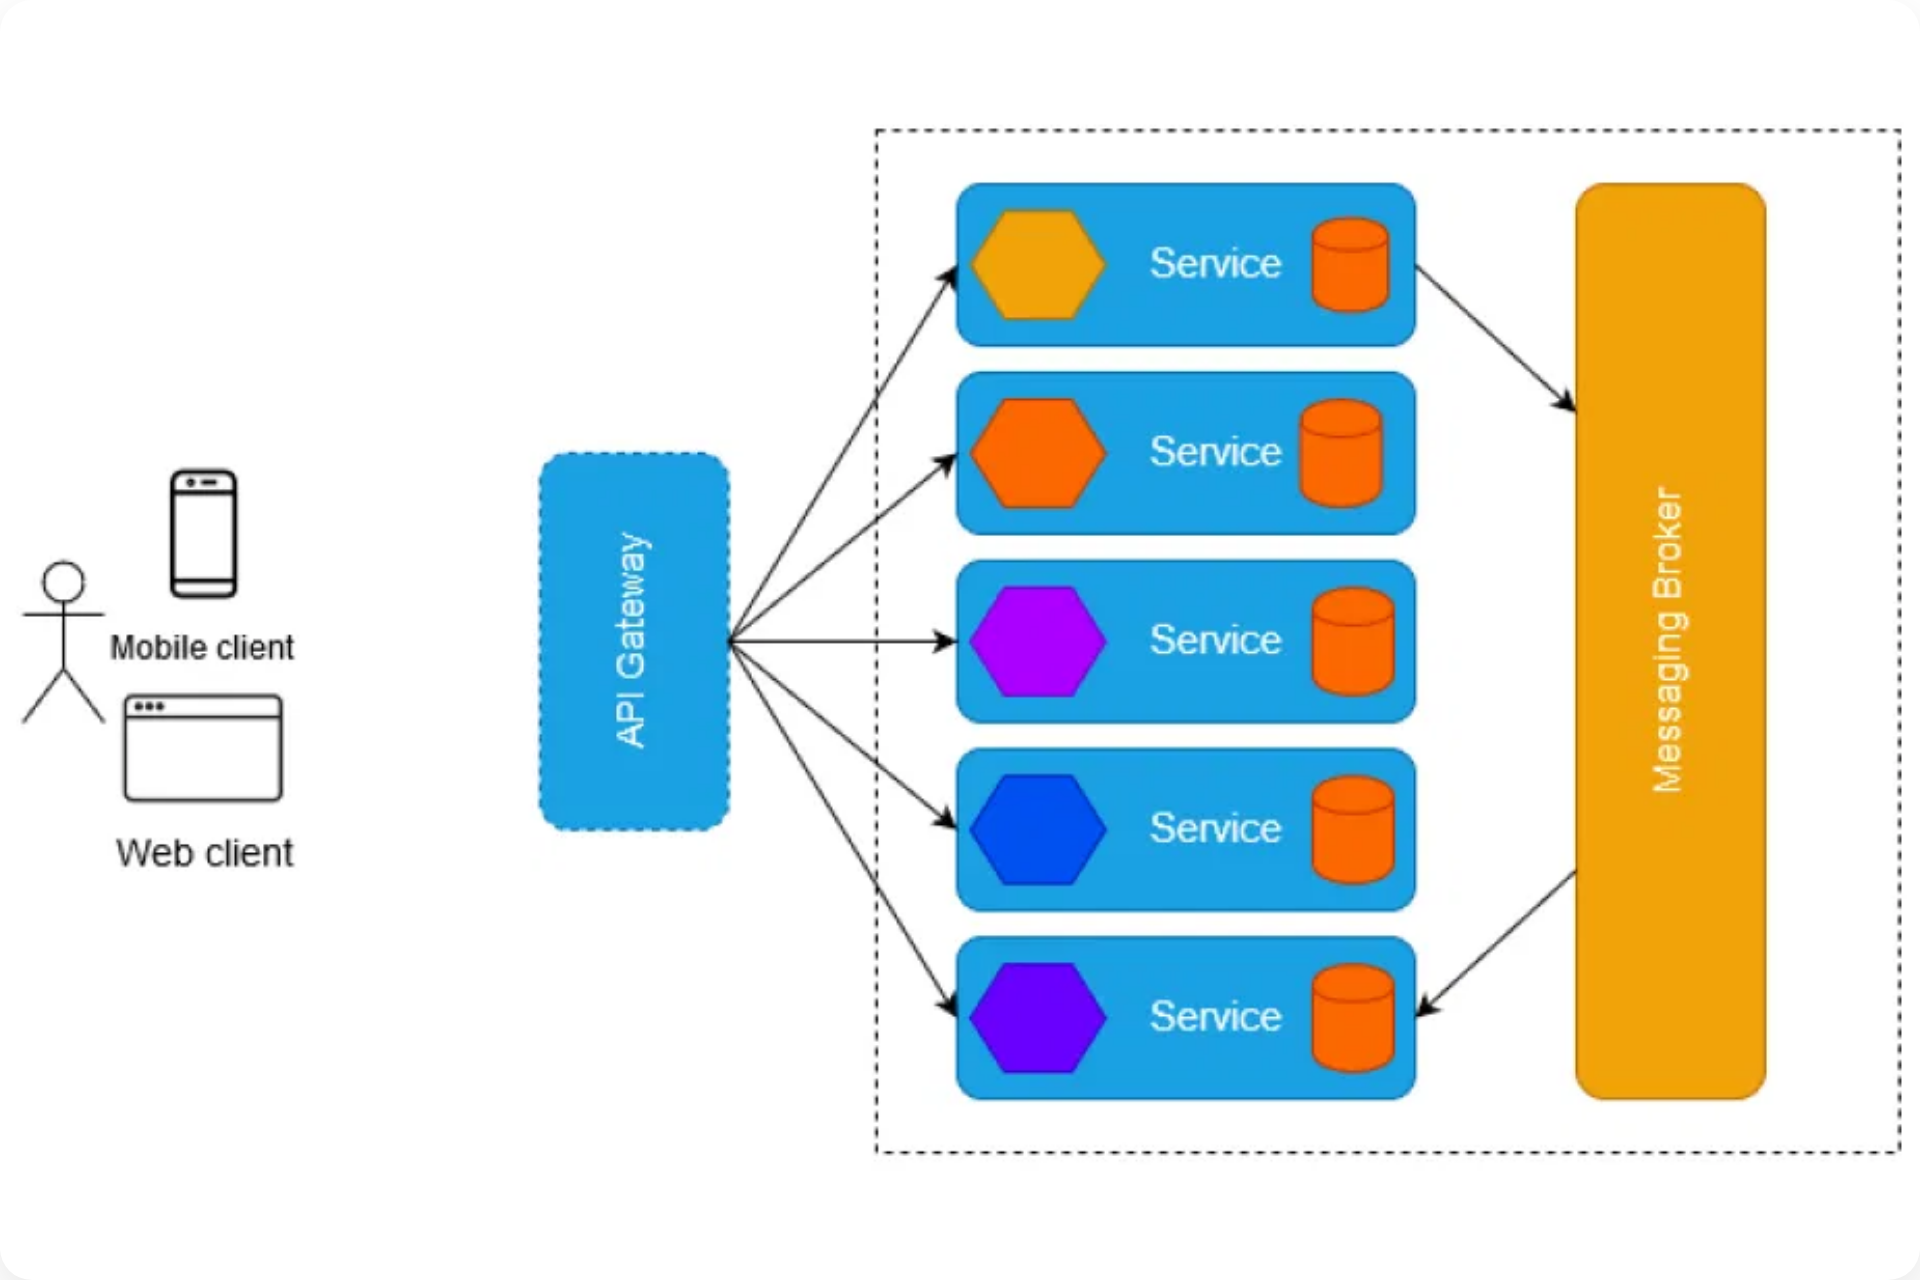 Mobile client
Web client
API Gateway
Service
Service
Service
Service
Service
Messaging Broker